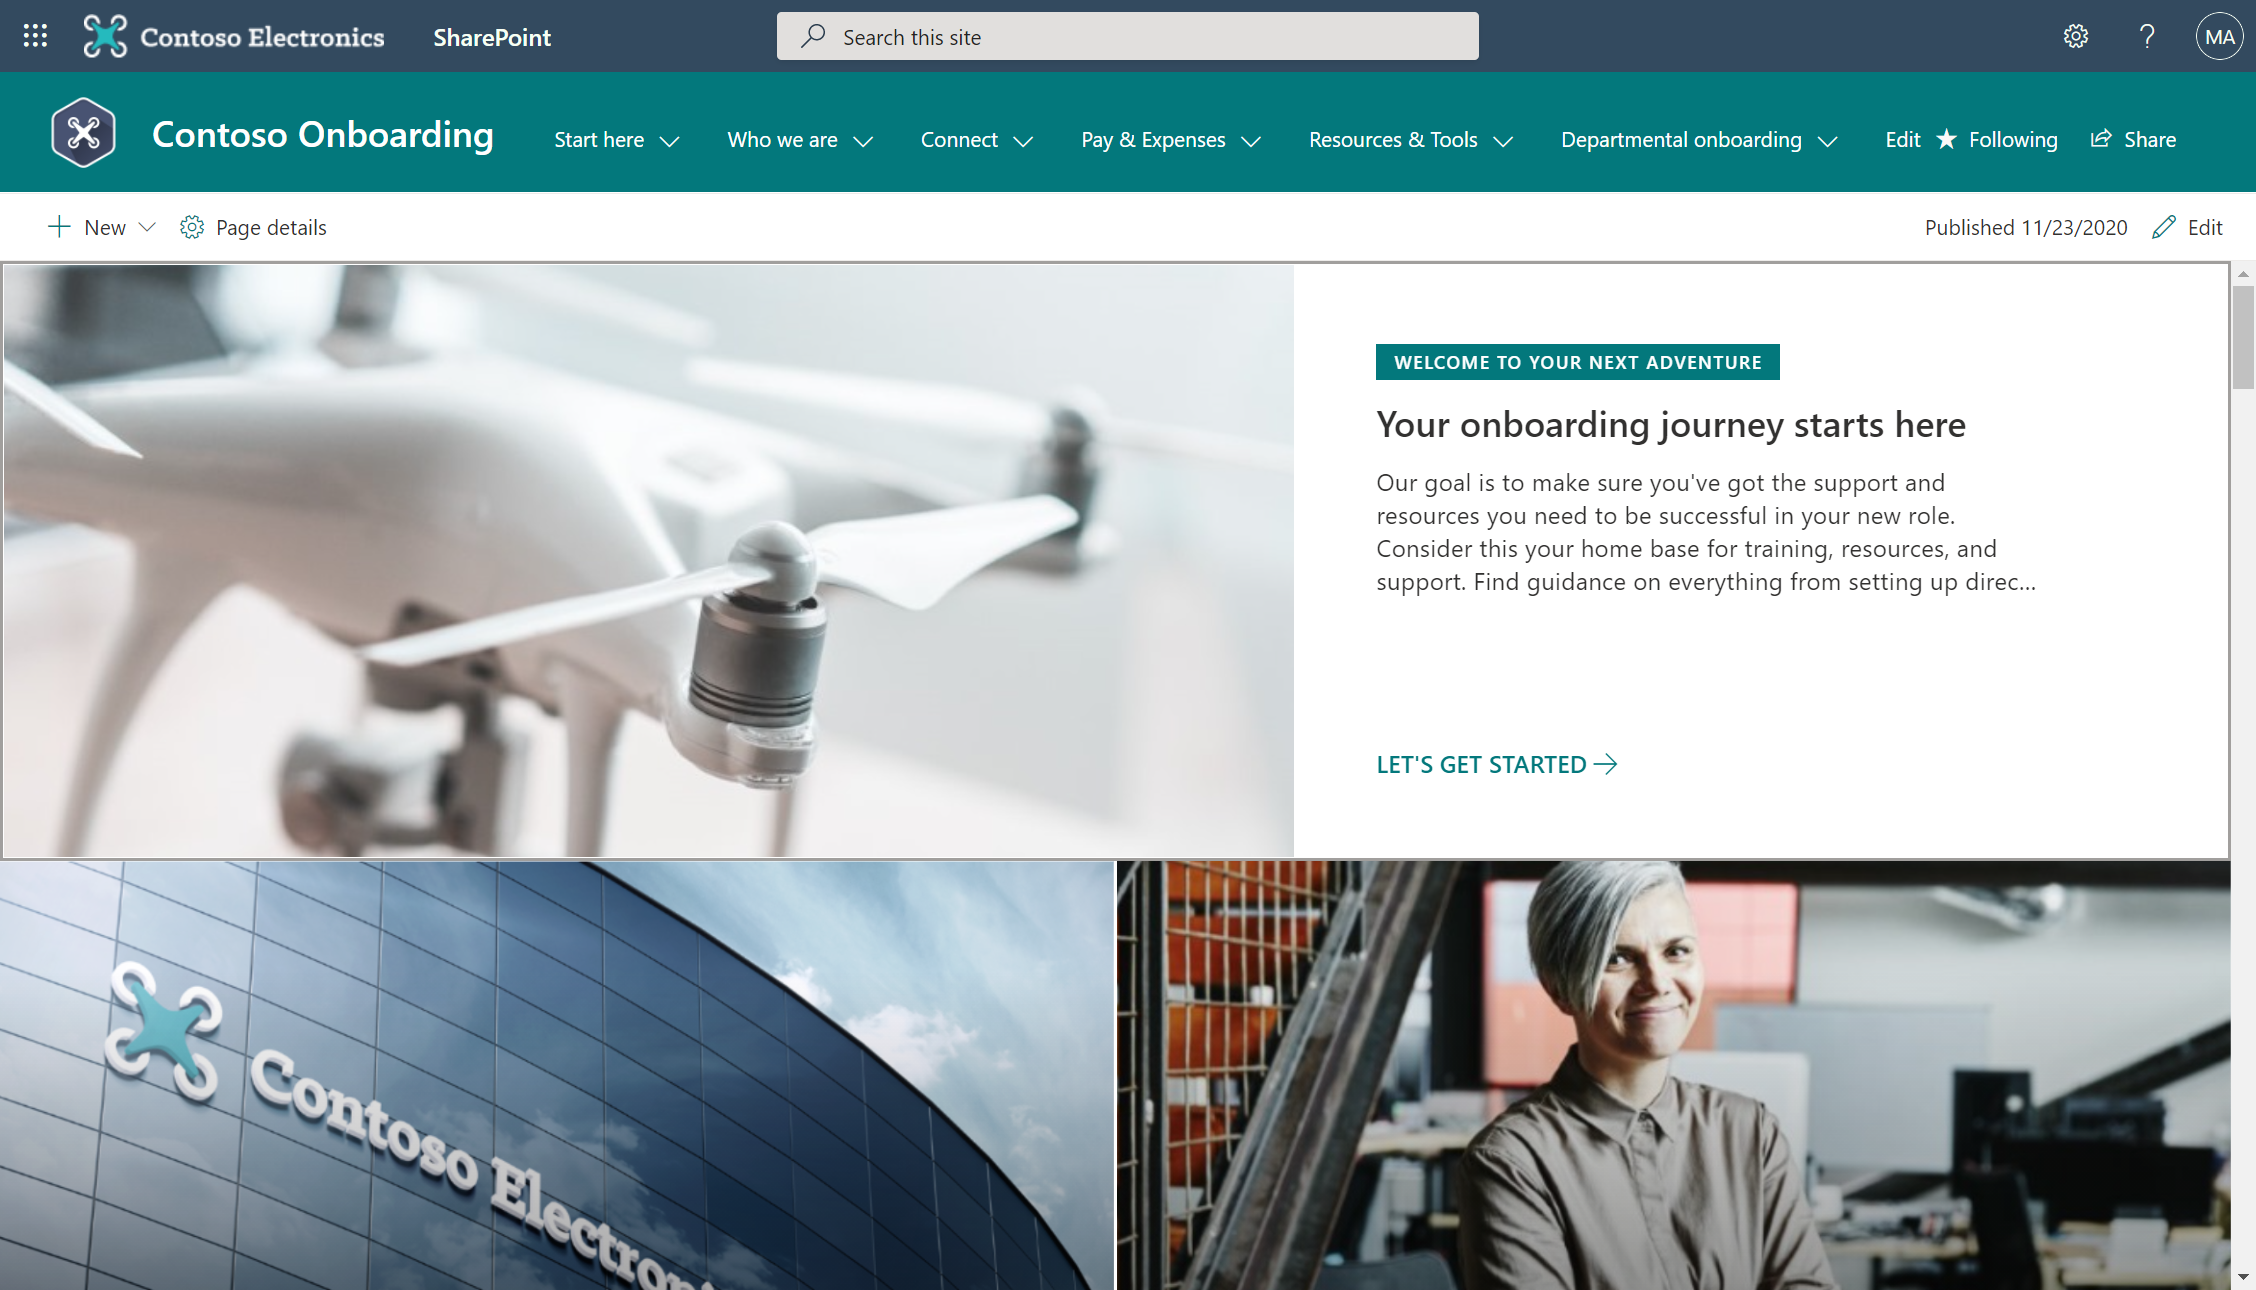 Contoso Electronics SharePoint Search this site MA
Contoso Onboarding Start here Who we are Connect Pay & Expenses Resources & Tools Departmental onboarding Edit Following Share
New Page details Published 11/23/2020 Edit
WELCOME TO YOUR NEXT ADVENTURE
Your onboarding journey starts here
Our goal is to make sure you've got the support and
resources you need to be successful in your new role.
Consider this your home base for training, resources, and
support. Find guidance on everything from setting up direc...
LET'S GET STARTED
Contoso Electroni